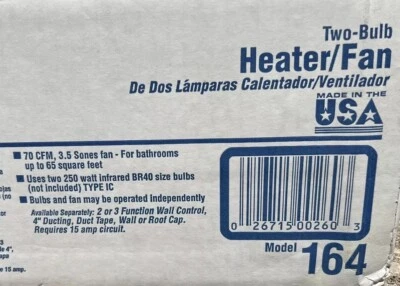 Two-Bulb
Heater/Fan
De Dos Lámparas Calentador/Ventilador
MADE IN THE
USA
70 CFM, 3.5 Sones fan - For bathrooms
up to 65 square feet
Uses two 250 watt infrared BR40 size bulbs
(not included) TYPE IC
Bulbs and fan may be operated independently
Available Separately: 2 or 3 Function Wall Control,
4" Ducting, Duct Tape, Wall or Roof Cap.
Requires 15 amp circuit.
0 26715 00260 3
Model 164
15 amp.